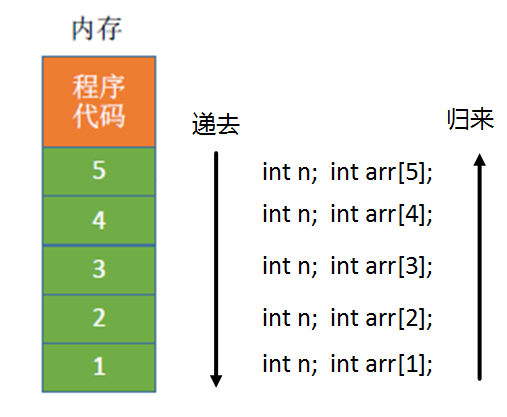 内存
程序
代码
递去
归来
5
int n;  int arr[5];
4
int n;  int arr[4];
3
int n;  int arr[3];
2
int n;  int arr[2];
1
int n;  int arr[1];